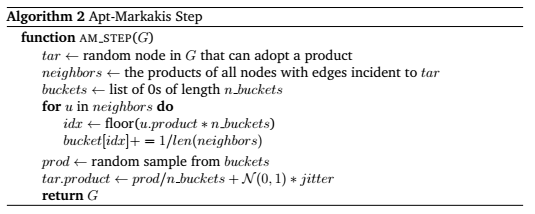 Algorithm 2 Apt-Markakis Step
function AM_STEP(G)
tar ← random node in G that can adopt a product
neighbors ← the products of all nodes with edges incident to tar
buckets ← list of 0s of length n_buckets
for u in neighbors do
idx ← floor(u.product * n_buckets)
bucket[idx]+ = 1/len(neighbors)
prod ← random sample from buckets
tar.product ← prod/n_buckets + N(0, 1) * jitter
return G